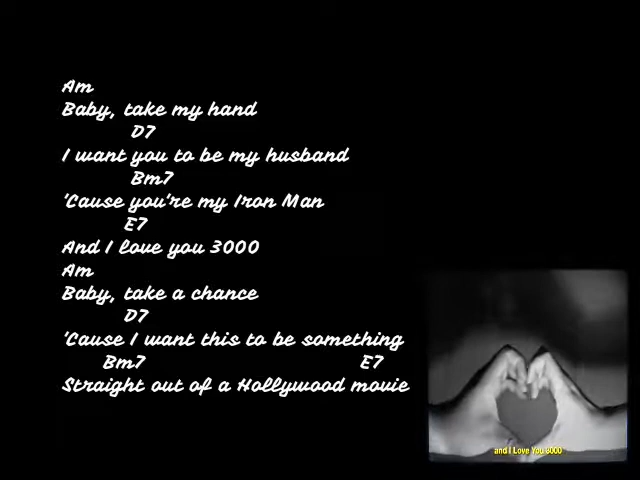 Am
Baby, take my hand
D7
I want you to be my husband
Bm7
'Cause you're my Iron Man
E7
And I love you 3000
Am
Baby, take a chance
D7
'Cause I want this to be something
Bm7 E7
Straight out of a Hollywood movie
and I Love You 3000